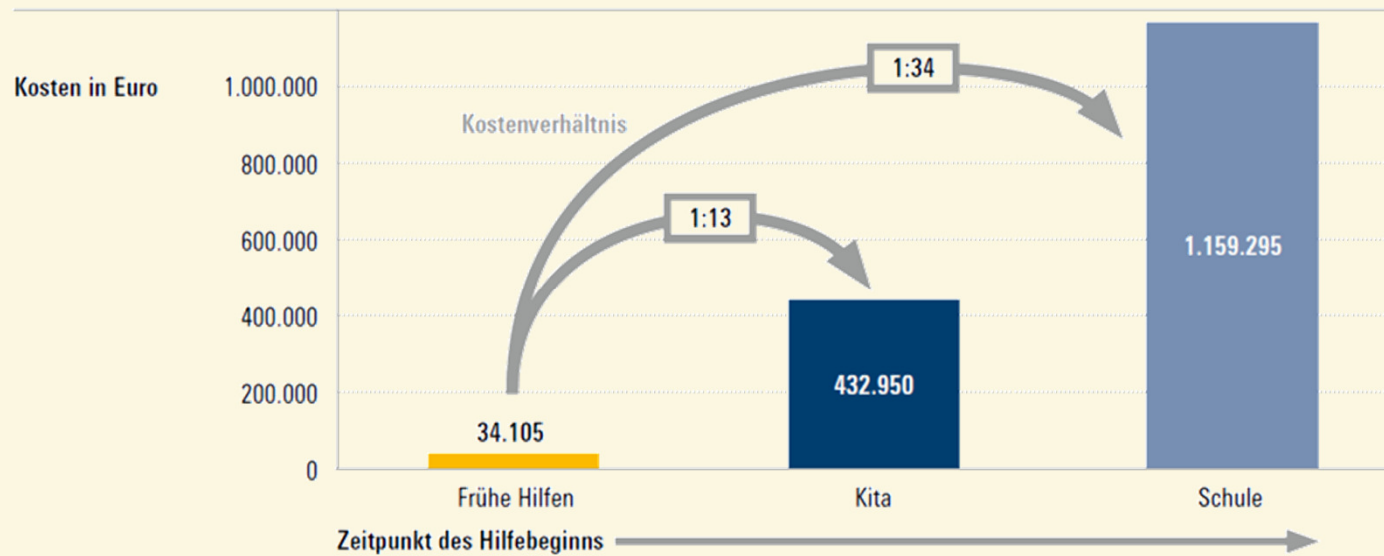 Kosten in Euro
1.000.000
800.000
600.000
400.000
200.000
0
Kostenverhältnis
1:34
1:13
34.105
432.950
1.159.295
Frühe Hilfen
Kita
Schule
Zeitpunkt des Hilfebeginns